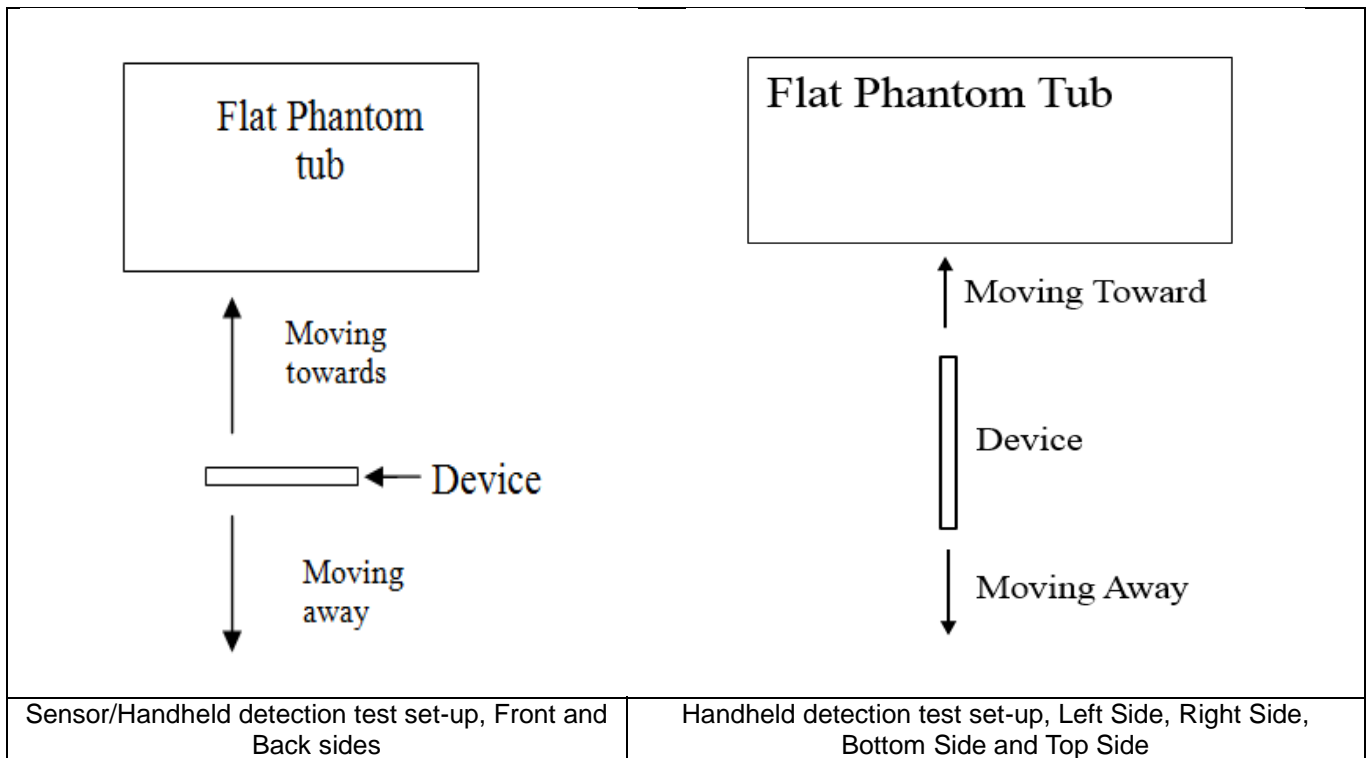 Flat Phantom
tub
Moving
towards
Device
Moving
away
Flat Phantom Tub
Moving Toward
Device
Moving Away
Sensor/Handheld detection test set-up, Front and
Back sides
Handheld detection test set-up, Left Side, Right Side,
Bottom Side and Top Side